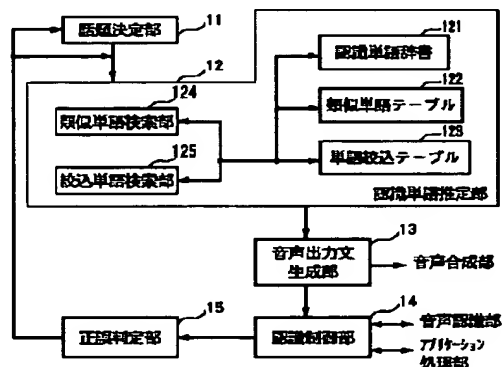 11
話題決定部
12
121
認識単語辞書
124
122
類似単語検索部
類似単語テーブル
125
123
絞込単語検索部
単語絞込テーブル
認識単語推定部
13
音声出力文
生成部
音声合成部
15
14
正誤判定部
認識制御部
音声認識部
アプリケーション
処理部